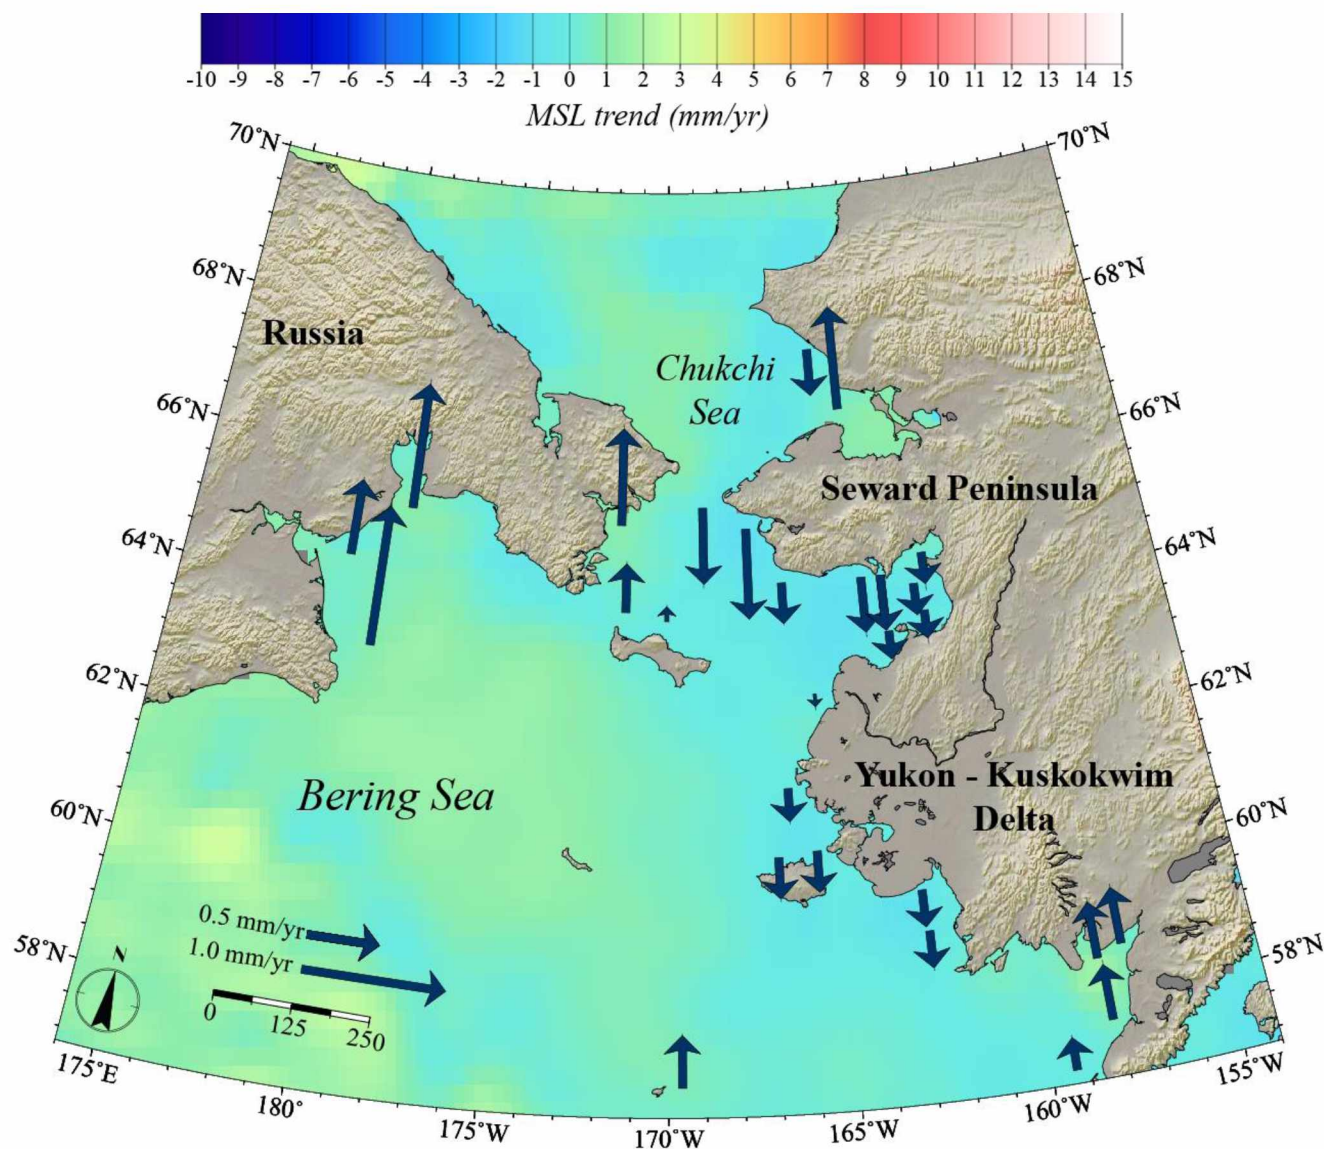 -10 -9 -8 -7 -6 -5 -4 -3 -2 -1 0 1 2 3 4 5 6 7 8 9 10 11 12 13 14 15
MSL trend (mm/yr)
70°N
70°N
68°N
68°N
Russia
Chukchi
Sea
66°N
66°N
Seward Peninsula
64°N
64°N
62°N
62°N
Yukon - Kuskokwim
Delta
Bering Sea
60°N
60°N
0.5 mm/yr
1.0 mm/yr
58°N
58°N
N
0 125 250
175°E
180°
175°W
170°W
165°W
160°W
155°W